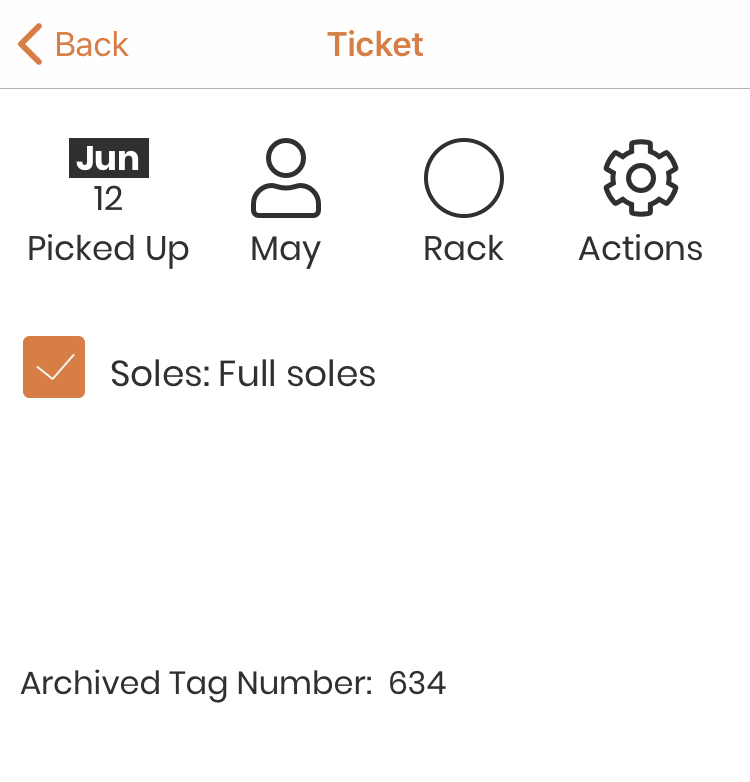 Back
Ticket
Jun
12
Picked Up
May
Rack
Actions
Soles: Full soles
Archived Tag Number: 634